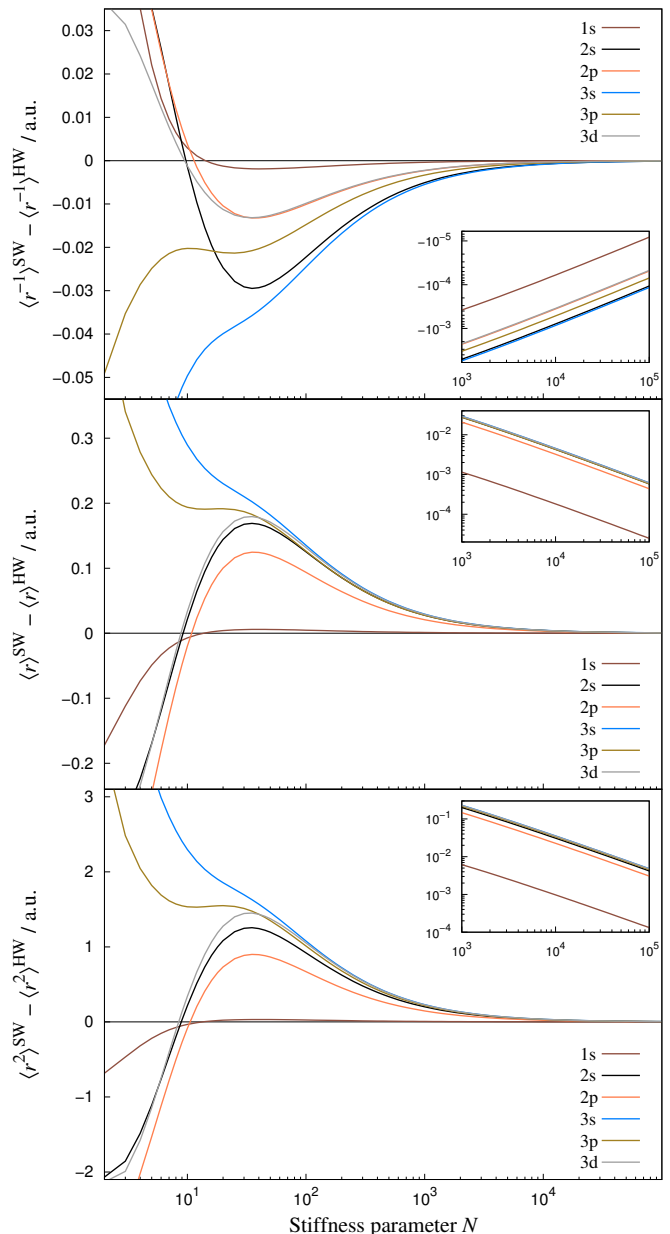 ⟨r⁻¹⟩ˢᵂ − ⟨r⁻¹⟩ᴴᵂ / a.u.
0.03
0.02
0.01
0
−0.01
−0.02
−0.03
−0.04
−0.05
1s
2s
2p
3s
3p
3d
−10⁻⁵
−10⁻⁴
−10⁻³
10³
10⁴
10⁵
⟨r⟩ˢᵂ − ⟨r⟩ᴴᵂ / a.u.
0.3
0.2
0.1
0
−0.1
−0.2
10⁻²
10⁻³
10⁻⁴
10³
10⁴
10⁵
1s
2s
2p
3s
3p
3d
⟨r²⟩ˢᵂ − ⟨r²⟩ᴴᵂ / a.u.
3
2
1
0
−1
−2
10⁻¹
10⁻²
10⁻³
10⁻⁴
10³
10⁴
10⁵
1s
2s
2p
3s
3p
3d
10¹
10²
10³
10⁴
Stiffness parameter N